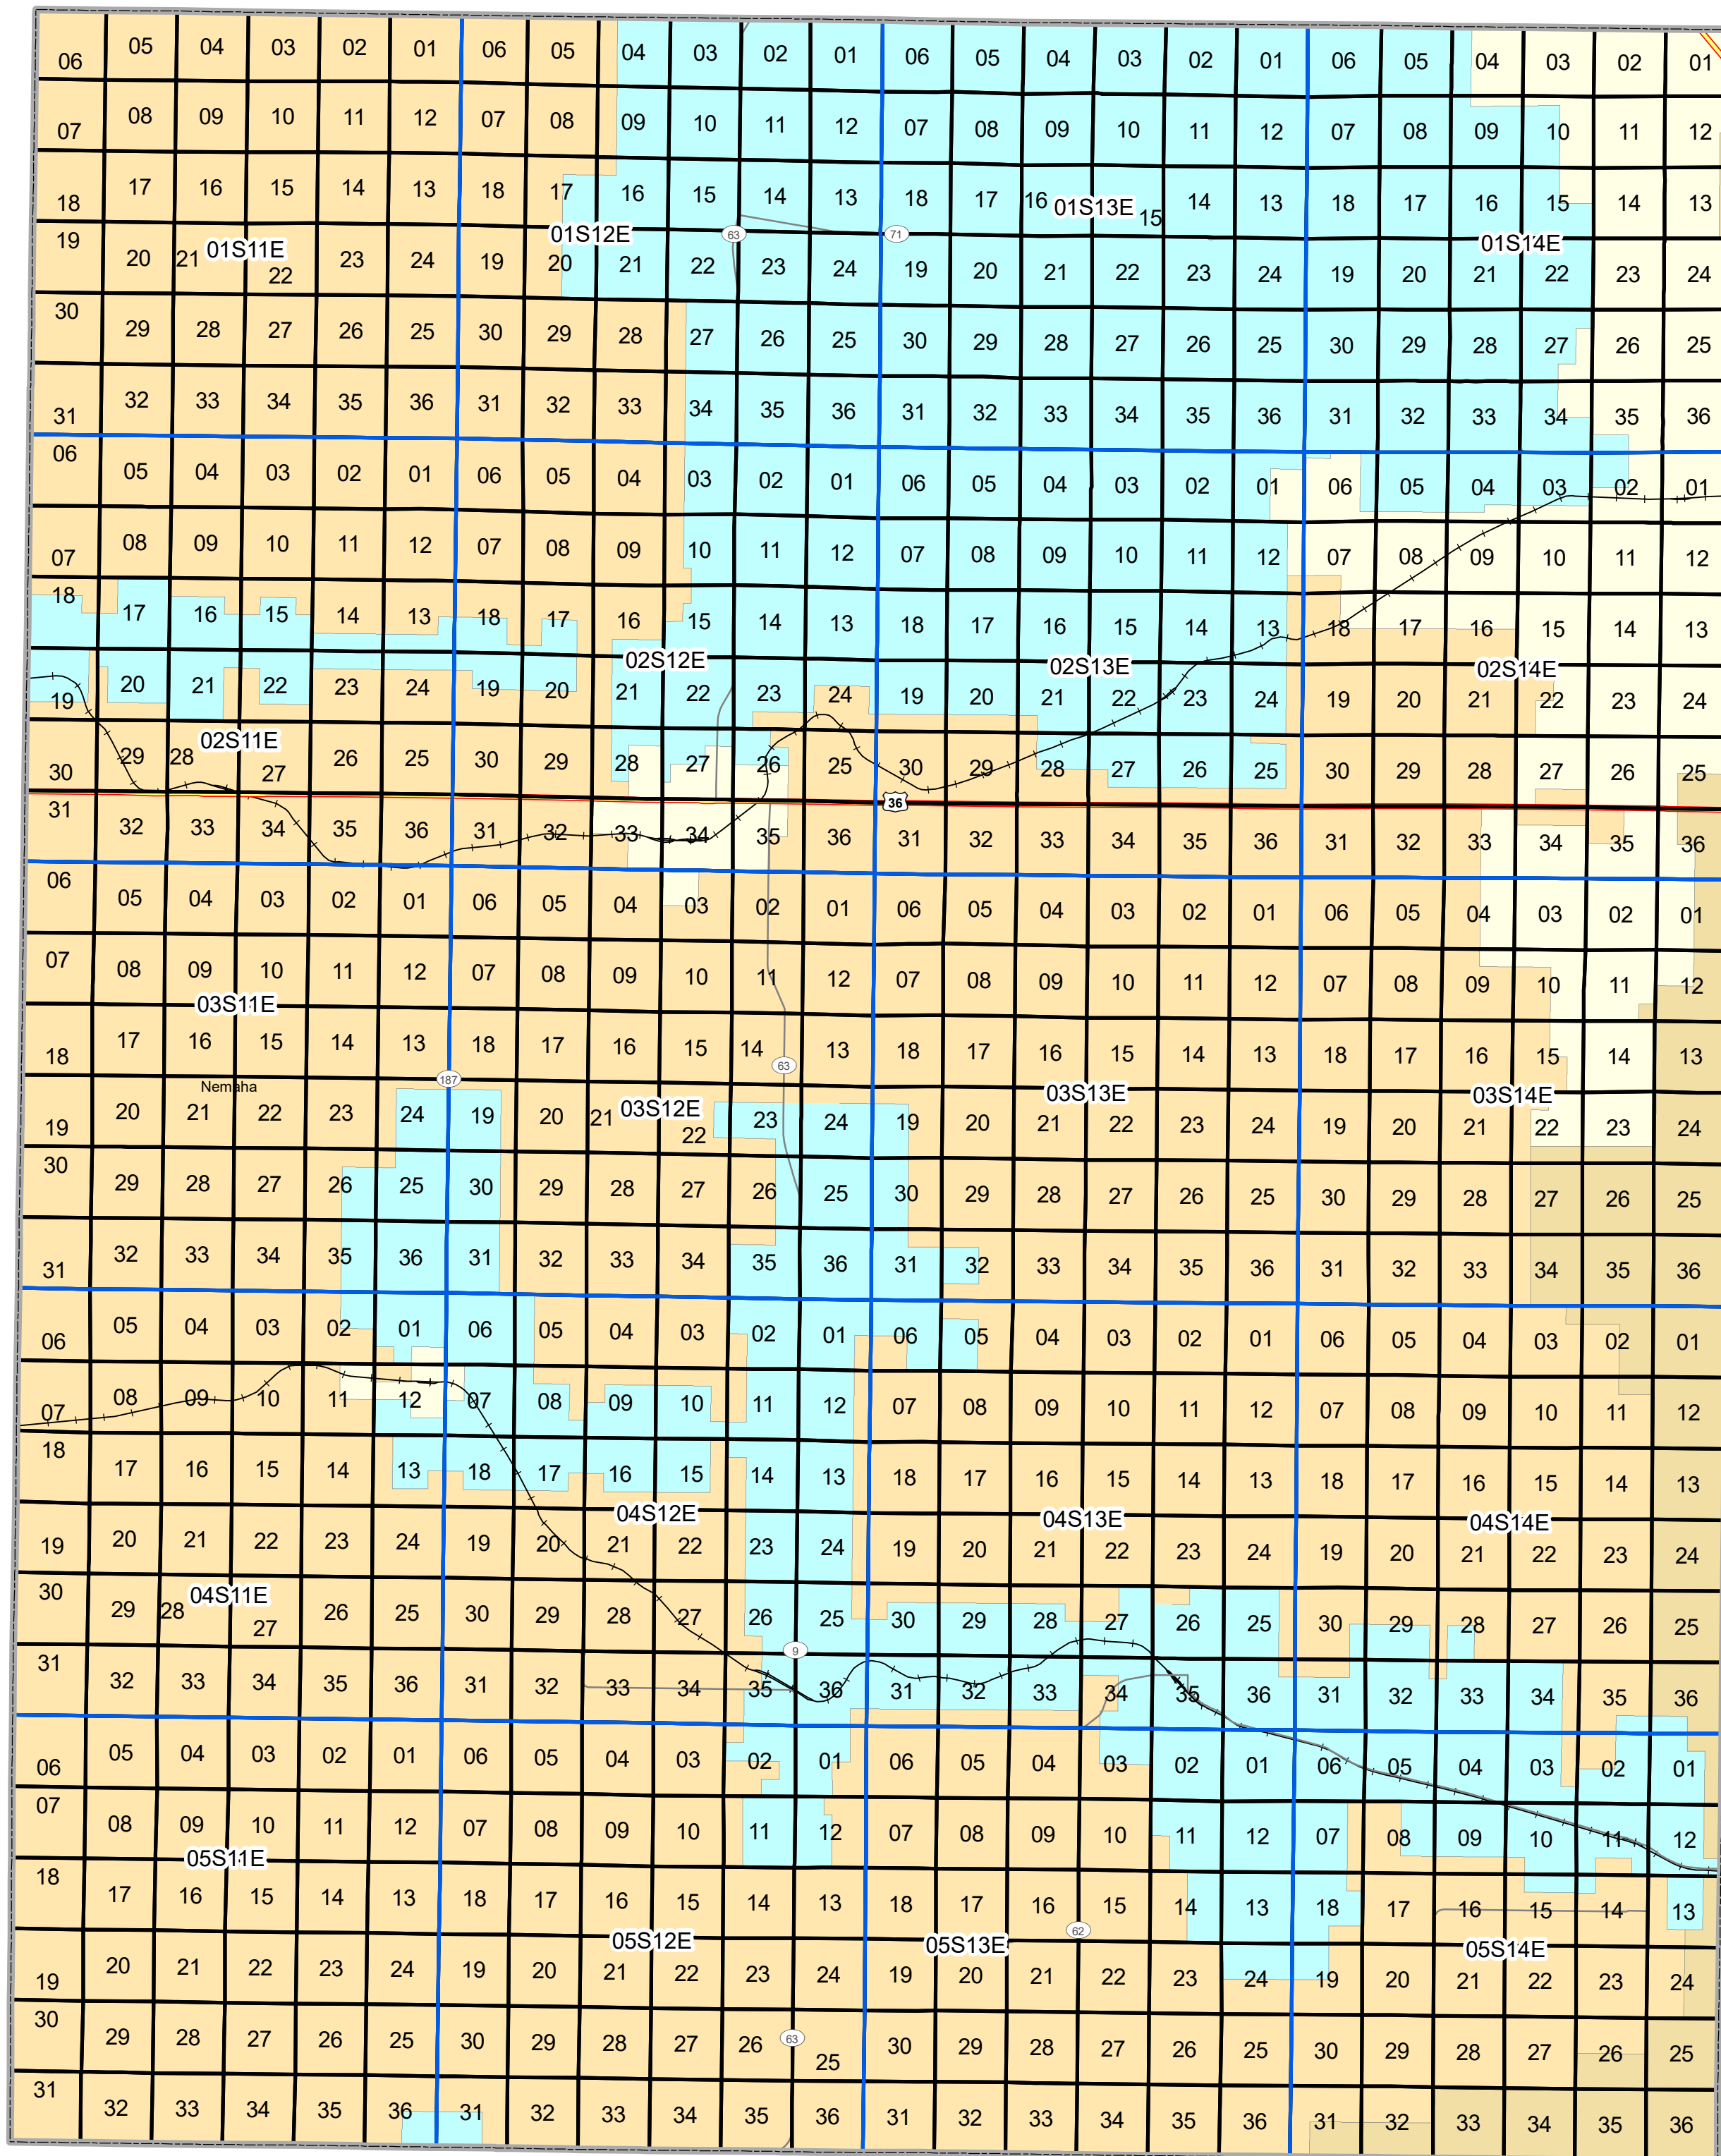 06 05 04 03 02 01 06 05 04 03 02 01 06 05 04 03 02 01 06 05 04 03 02 01
07 08 09 10 11 12 07 08 09 10 11 12 07 08 09 10 11 12 07 08 09 10 11 12
18 17 16 15 14 13 18 17 16 15 14 13 18 17 16 15 14 13 18 17 16 15 14 13
01S11E 01S12E 63 71 01S13E 01S14E
19 20 21 22 23 24 19 20 21 22 23 24 19 20 21 22 23 24 19 20 21 22 23 24
30 29 28 27 26 25 30 29 28 27 26 25 30 29 28 27 26 25 30 29 28 27 26 25
31 32 33 34 35 36 31 32 33 34 35 36 31 32 33 34 35 36 31 32 33 34 35 36
06 05 04 03 02 01 06 05 04 03 02 01 06 05 04 03 02 01 06 05 04 03 02 01
07 08 09 10 11 12 07 08 09 10 11 12 07 08 09 10 11 12 07 08 09 10 11 12
18 17 16 15 14 13 18 17 16 15 14 13 18 17 16 15 14 13 18 17 16 15 14 13
02S12E 02S13E 02S14E
19 20 21 22 23 24 19 20 21 22 23 24 19 20 21 22 23 24 19 20 21 22 23 24
02S11E
30 29 28 27 26 25 30 29 28 27 26 25 30 29 28 27 26 25 30 29 28 27 26 25
36
31 32 33 34 35 36 31 32 33 34 35 36 31 32 33 34 35 36 31 32 33 34 35 36
06 05 04 03 02 01 06 05 04 03 02 01 06 05 04 03 02 01 06 05 04 03 02 01
07 08 09 10 11 12 07 08 09 10 11 12 07 08 09 10 11 12 07 08 09 10 11 12
03S11E
18 17 16 15 14 13 18 17 16 15 14 13 18 17 16 15 14 13 18 17 16 15 14 13
Nemaha 187 63
03S12E 03S13E 03S14E
19 20 21 22 23 24 19 20 21 22 23 24 19 20 21 22 23 24 19 20 21 22 23 24
30 29 28 27 26 25 30 29 28 27 26 25 30 29 28 27 26 25 30 29 28 27 26 25
31 32 33 34 35 36 31 32 33 34 35 36 31 32 33 34 35 36 31 32 33 34 35 36
06 05 04 03 02 01 06 05 04 03 02 01 06 05 04 03 02 01 06 05 04 03 02 01
07 08 09 10 11 12 07 08 09 10 11 12 07 08 09 10 11 12 07 08 09 10 11 12
18 17 16 15 14 13 18 17 16 15 14 13 18 17 16 15 14 13 18 17 16 15 14 13
04S12E 04S13E 04S14E
19 20 21 22 23 24 19 20 21 22 23 24 19 20 21 22 23 24 19 20 21 22 23 24
04S11E
30 29 28 27 26 25 30 29 28 27 26 25 30 29 28 27 26 25 30 29 28 27 26 25
9
31 32 33 34 35 36 31 32 33 34 35 36 31 32 33 34 35 36 31 32 33 34 35 36
06 05 04 03 02 01 06 05 04 03 02 01 06 05 04 03 02 01 06 05 04 03 02 01
07 08 09 10 11 12 07 08 09 10 11 12 07 08 09 10 11 12 07 08 09 10 11 12
05S11E
18 17 16 15 14 13 18 17 16 15 14 13 18 17 16 15 14 13 18 17 16 15 14 13
05S12E 05S13E 62 05S14E
19 20 21 22 23 24 19 20 21 22 23 24 19 20 21 22 23 24 19 20 21 22 23 24
30 29 28 27 26 25 30 29 28 27 26 63 25 30 29 28 27 26 25 30 29 28 27 26 25
31 32 33 34 35 36 31 32 33 34 35 36 31 32 33 34 35 36 31 32 33 34 35 36